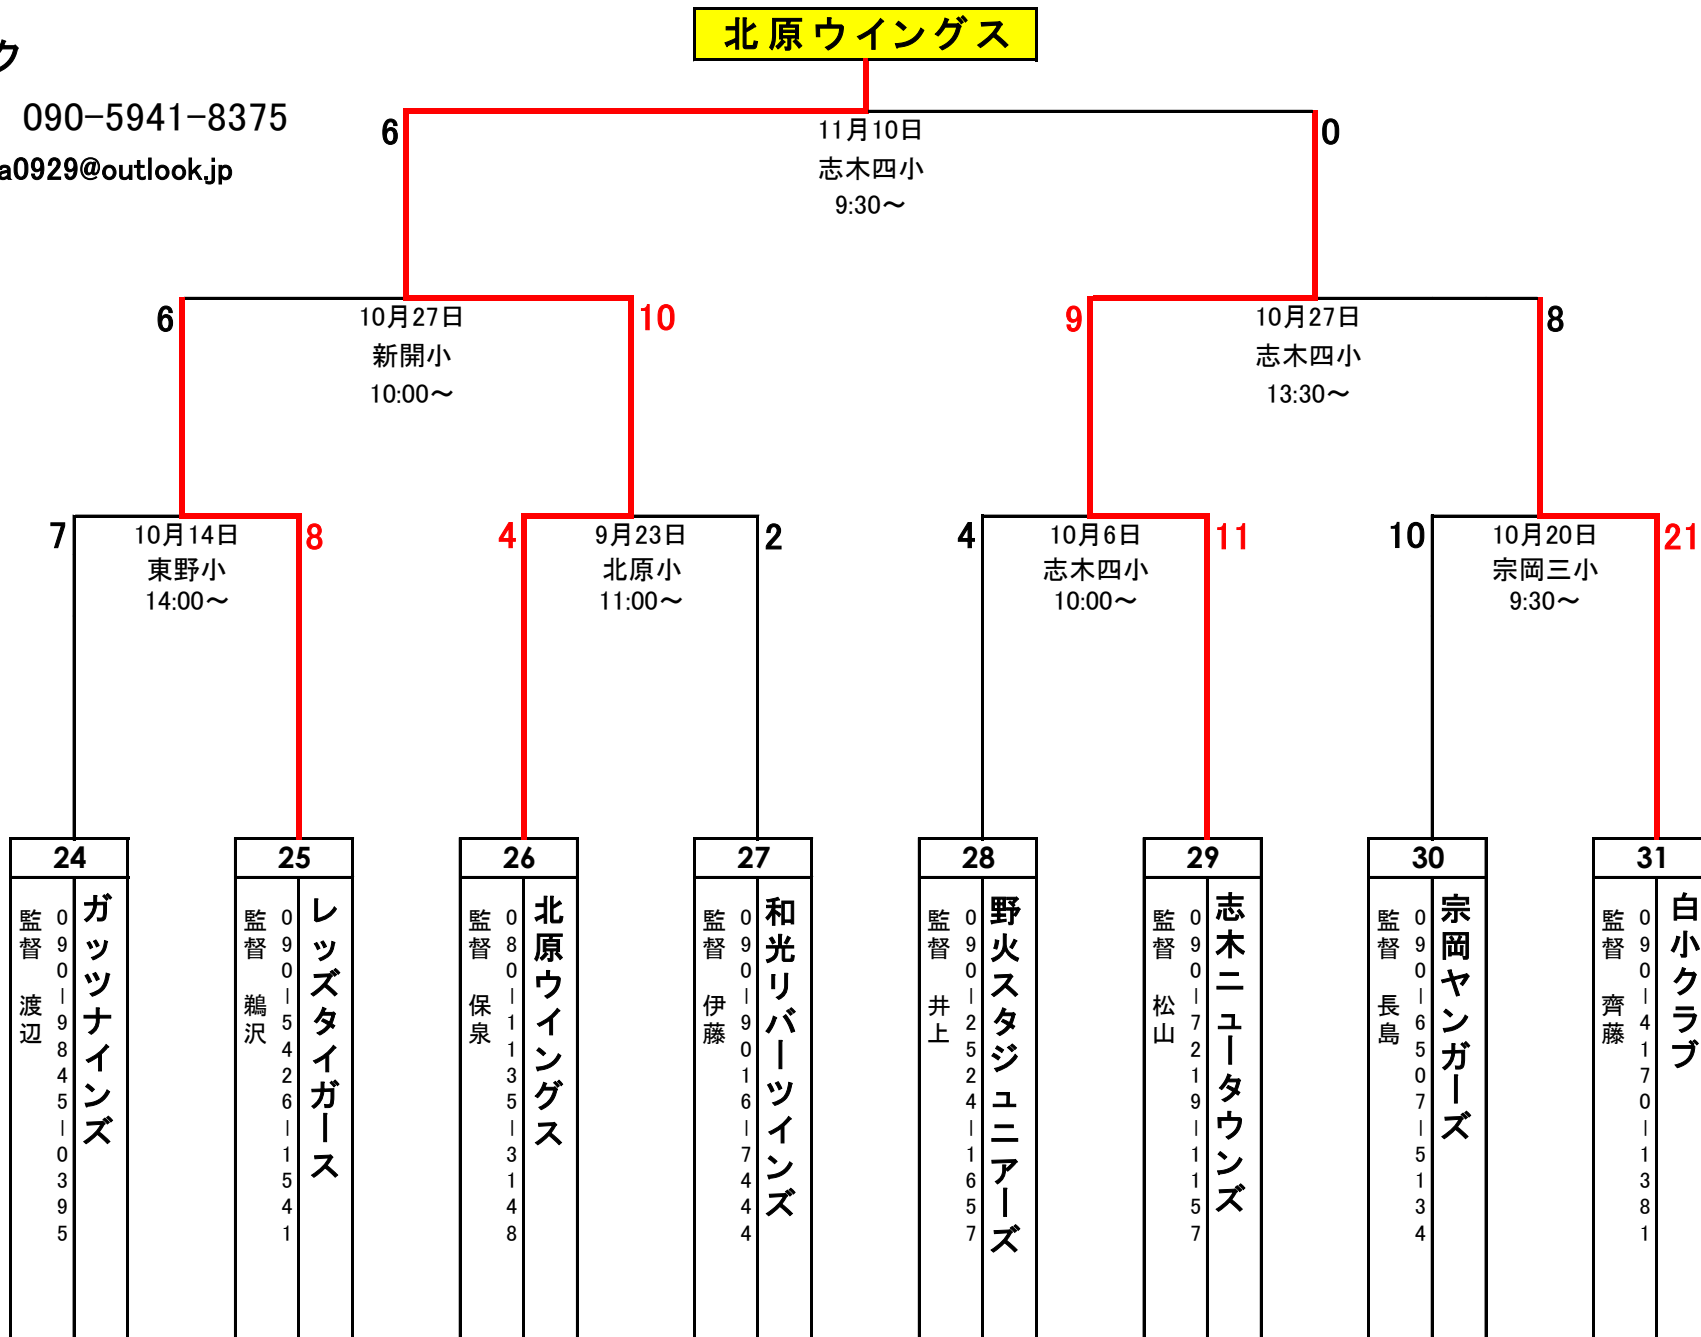 北原ウイングス
ク
090-5941-8375
a0929@outlook.jp
6
11月10日
志木四小
9:30～
0
6
10月27日
新開小
10:00～
10
9
10月27日
志木四小
13:30～
8
7
10月14日
東野小
14:00～
8
4
9月23日
北原小
11:00～
2
4
10月6日
志木四小
10:00～
11
10
10月20日
宗岡三小
9:30～
21
24
ガッツナインズ
090-9845-0395
監督 渡辺
25
レッズタイガース
090-5426-1541
監督 鵜沢
26
北原ウイングス
080-1135-3148
監督 保泉
27
和光リバーツインズ
090-9016-7444
監督 伊藤
28
野火スタジュニアーズ
090-2524-1657
監督 井上
29
志木ニュータウンズ
090-7219-1157
監督 松山
30
宗岡ヤンガーズ
090-6507-5134
監督 長島
31
白小クラブ
090-4170-1381
監督 齊藤